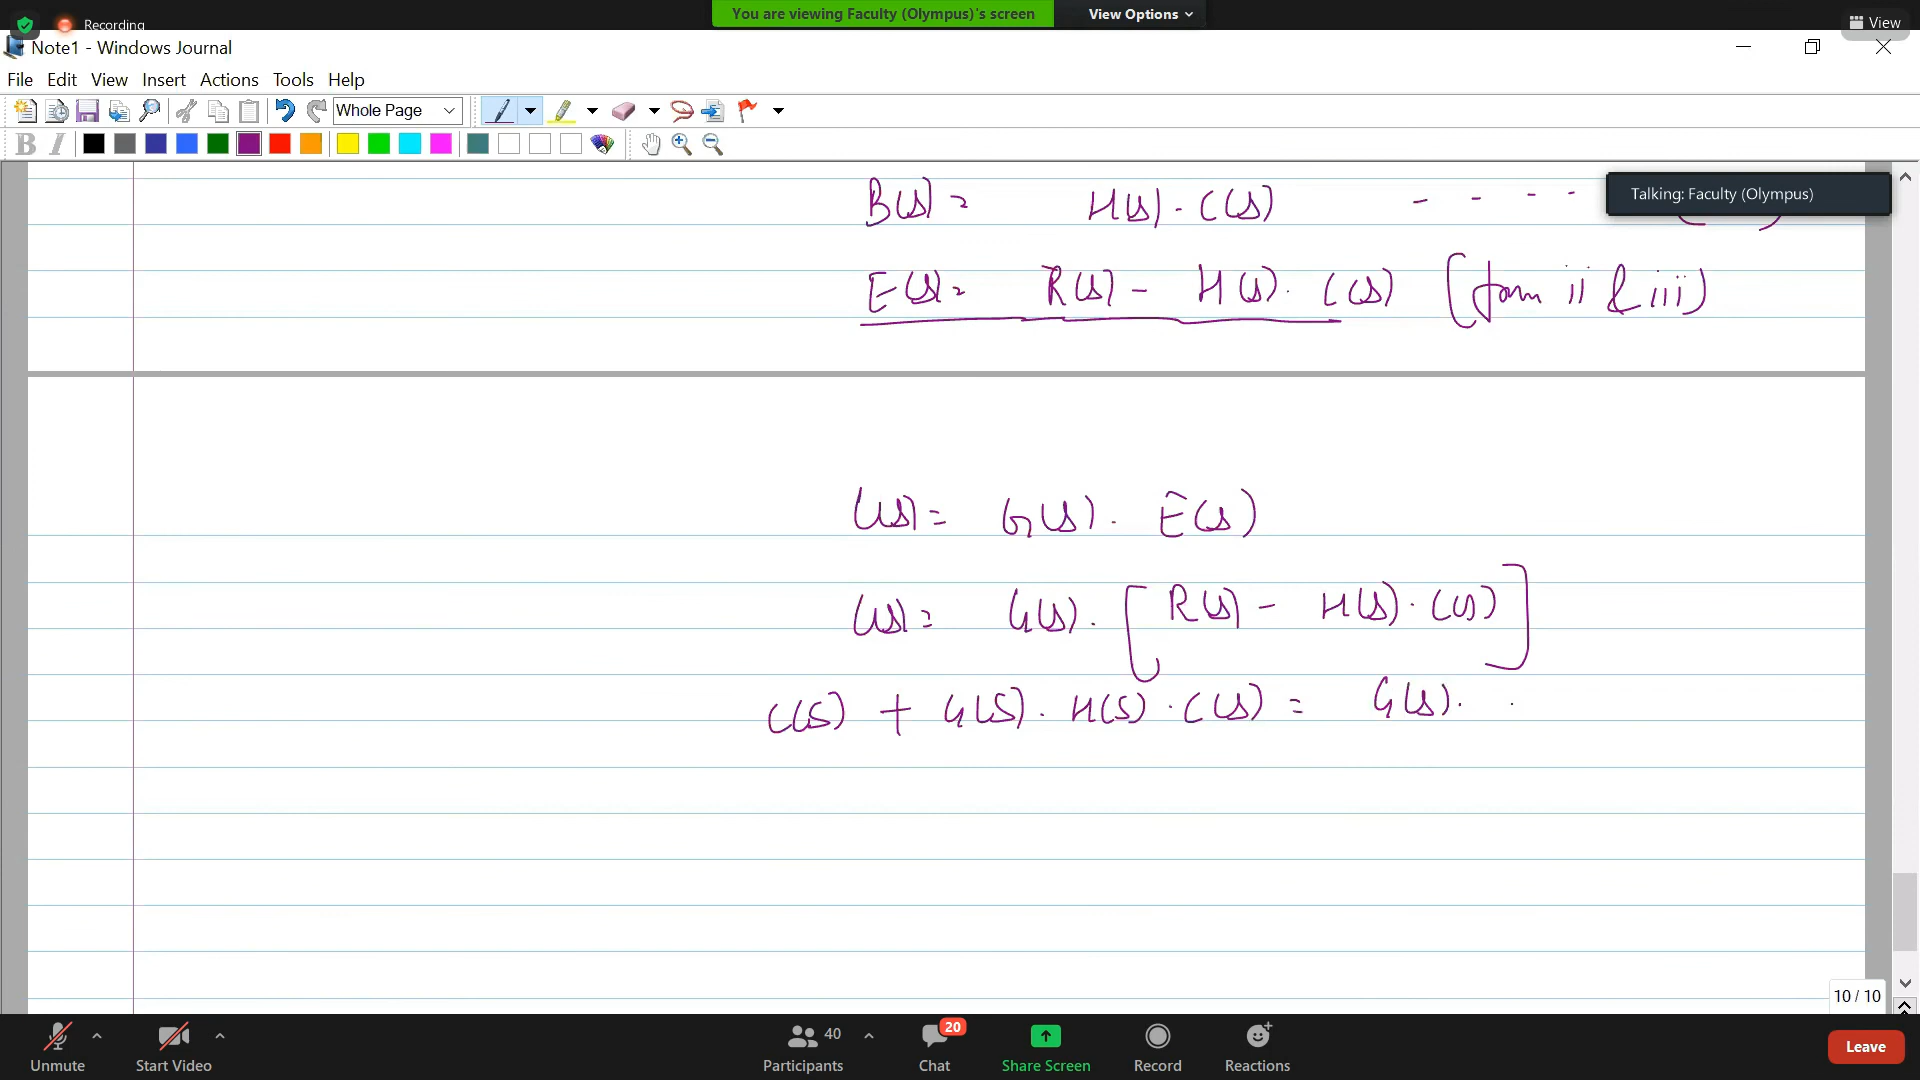 You are viewing Faculty (Olympus)'s screen View Options
Recording
View
Note1 - Windows Journal
File Edit View Insert Actions Tools Help
Whole Page
B I
Talking: Faculty (Olympus)
B(s) = H(s) . C(s) - - - -
E(s) = R(s) - H(s) . C(s) [from ii & iii)
C(s) = G(s) . E(s)
C(s) = G(s) . [R(s) - H(s) . C(s)]
C(s) + G(s) . H(s) . C(s) = G(s) .
10 / 10
Unmute Start Video 40 Participants 20 Chat Share Screen Record Reactions Leave